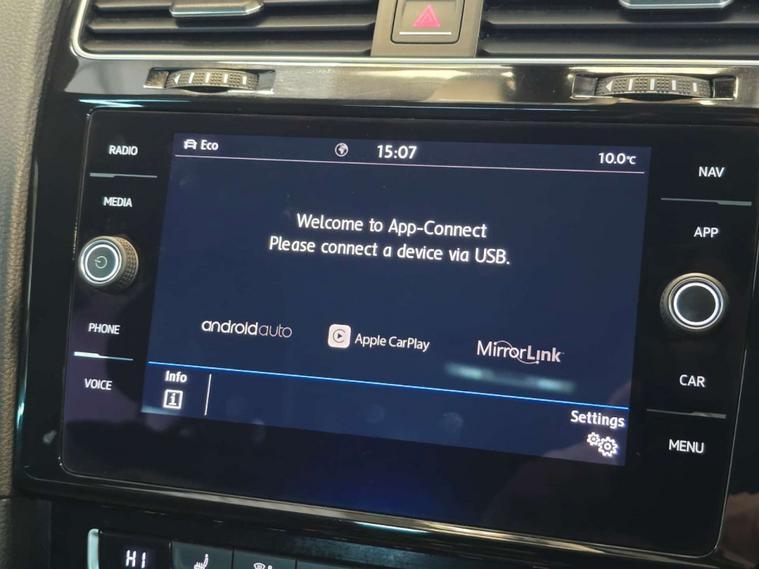 RADIO
MEDIA
PHONE
VOICE
Eco
15:07
10.0°C
Welcome to App-Connect
Please connect a device via USB.
androidauto
Apple CarPlay
MirrorLink
Info
i
Settings
NAV
APP
CAR
MENU
HI